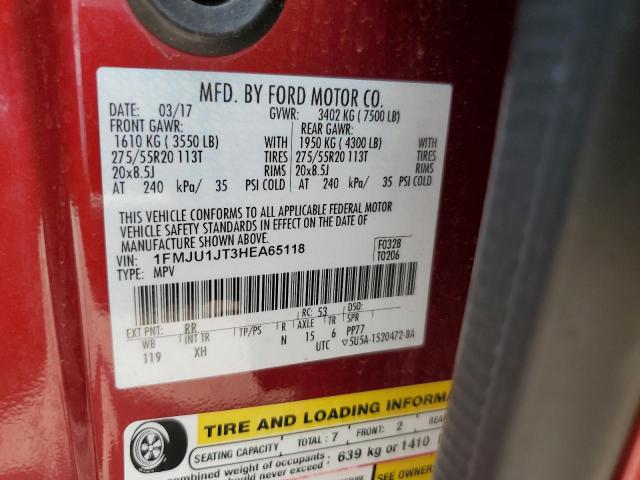 MFD. BY FORD MOTOR CO.
DATE: 03/17 GVWR: 3402 KG ( 7500 LB)
FRONT GAWR: REAR GAWR:
1610 KG ( 3550 LB) WITH 1950 KG ( 4300 LB) WITH
275/55R20 113T TIRES 275/55R20 113T TIRES
20x8.5J RIMS 20x8.5J RIMS
AT 240 kPa/ 35 PSI COLD AT 240 kPa/ 35 PSI COLD
THIS VEHICLE CONFORMS TO ALL APPLICABLE FEDERAL MOTOR
VEHICLE SAFETY STANDARDS IN EFFECT ON THE DATE OF
MANUFACTURE SHOWN ABOVE.
VIN: 1FMJU1JT3HEA65118 F0328
TYPE: MPV T0206
EXT PNT: RR RC: 53 DSO:
WB INT TR TP/PS R AXLE TR SPR
119 XH N 15 6 PP77
UTC ▽5U5A-1520472-BA
TIRE AND LOADING INFORMA
SEATING CAPACITY TOTAL: 7 FRONT: 2 REA
combined weight of occupants
should never exceed: 639 kg or 1410
SEE OWNER